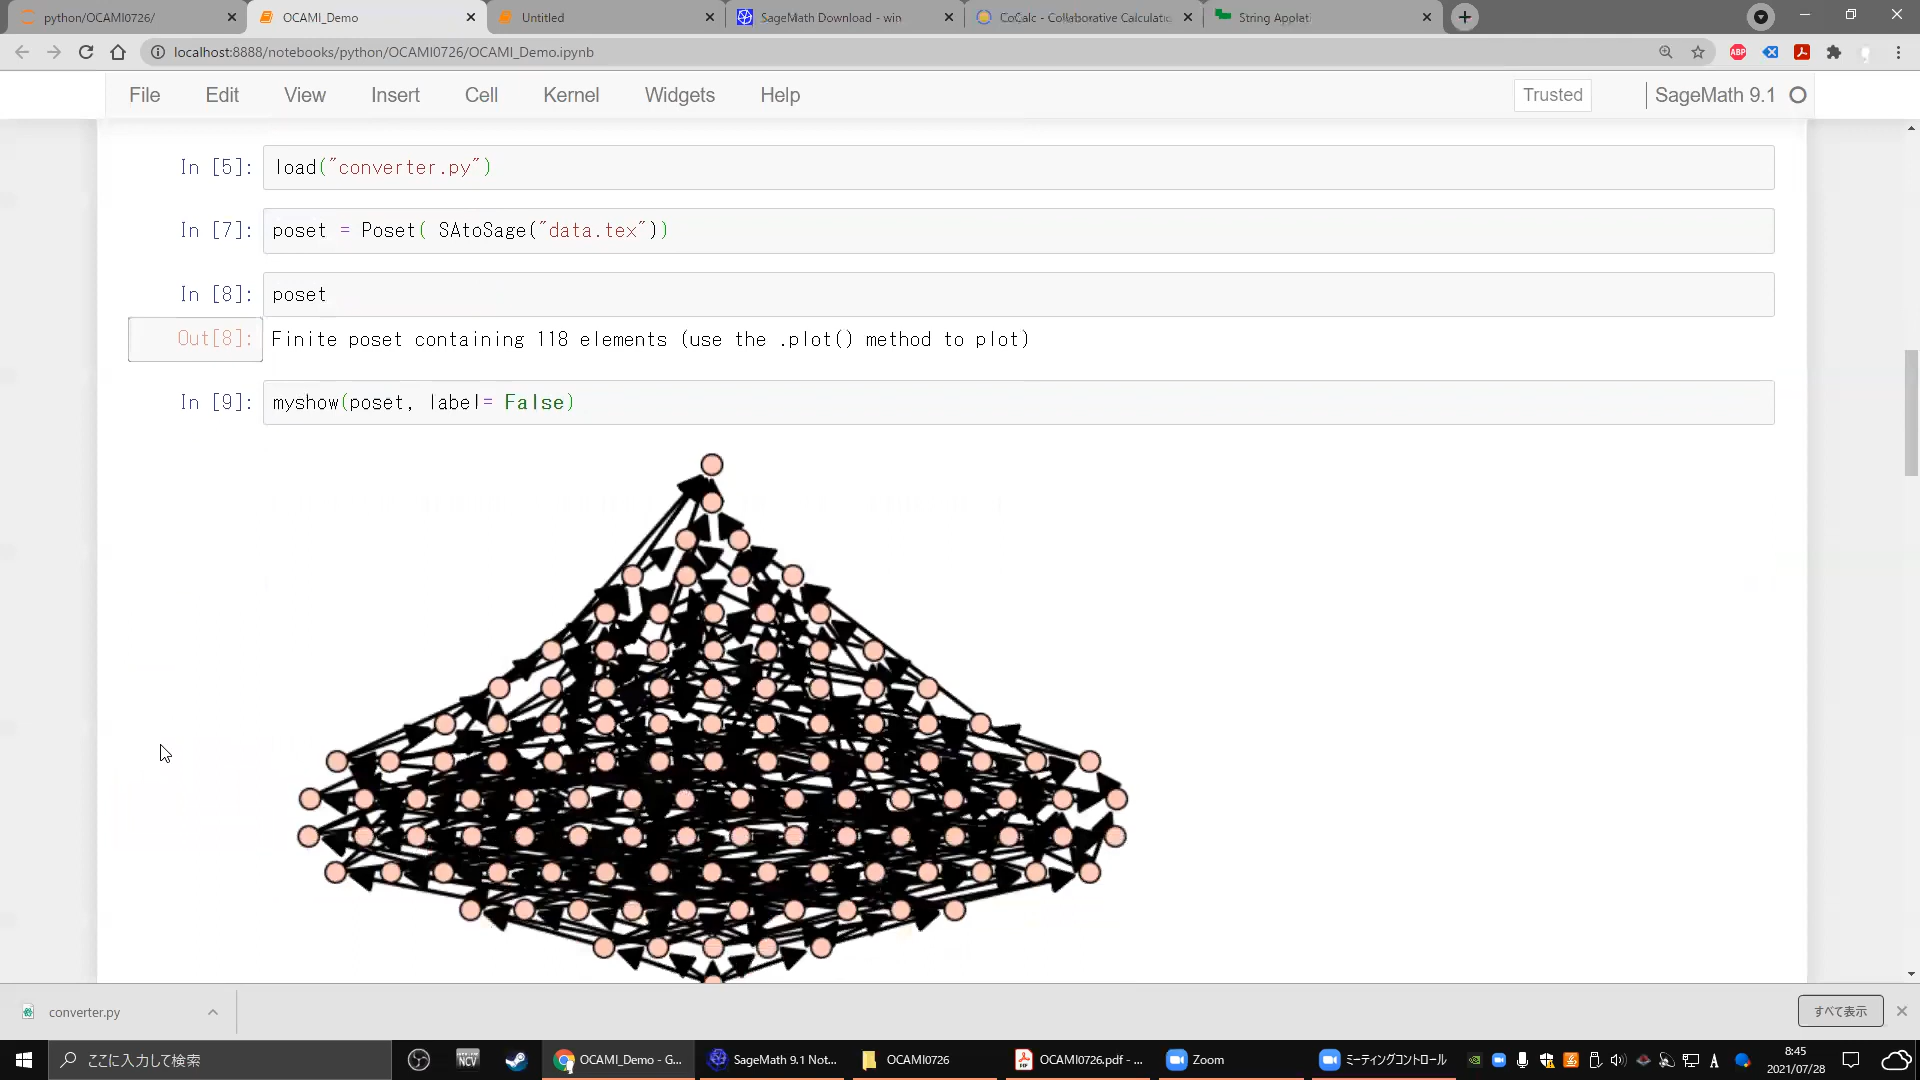 python/OCAMI0726/
OCAMI_Demo
Untitled
SageMath Download - win
CoCalc - Collaborative Calculatic
String Applet
localhost:8888/notebooks/python/OCAMI0726/OCAMI_Demo.ipynb
ABP
File Edit View Insert Cell Kernel Widgets Help
Trusted
SageMath 9.1
In [5]: load("converter.py")
In [7]: poset = Poset( SAtoSage("data.tex"))
In [8]: poset
Out[8]: Finite poset containing 118 elements (use the .plot() method to plot)
In [9]: myshow(poset, label= False)
converter.py
すべて表示
ここに入力して検索
NCV
OCAMI_Demo - G...
SageMath 9.1 Not...
OCAMI0726
OCAMI0726.pdf - ...
Zoom
ミーティングコントロール
A
8:45
2021/07/28